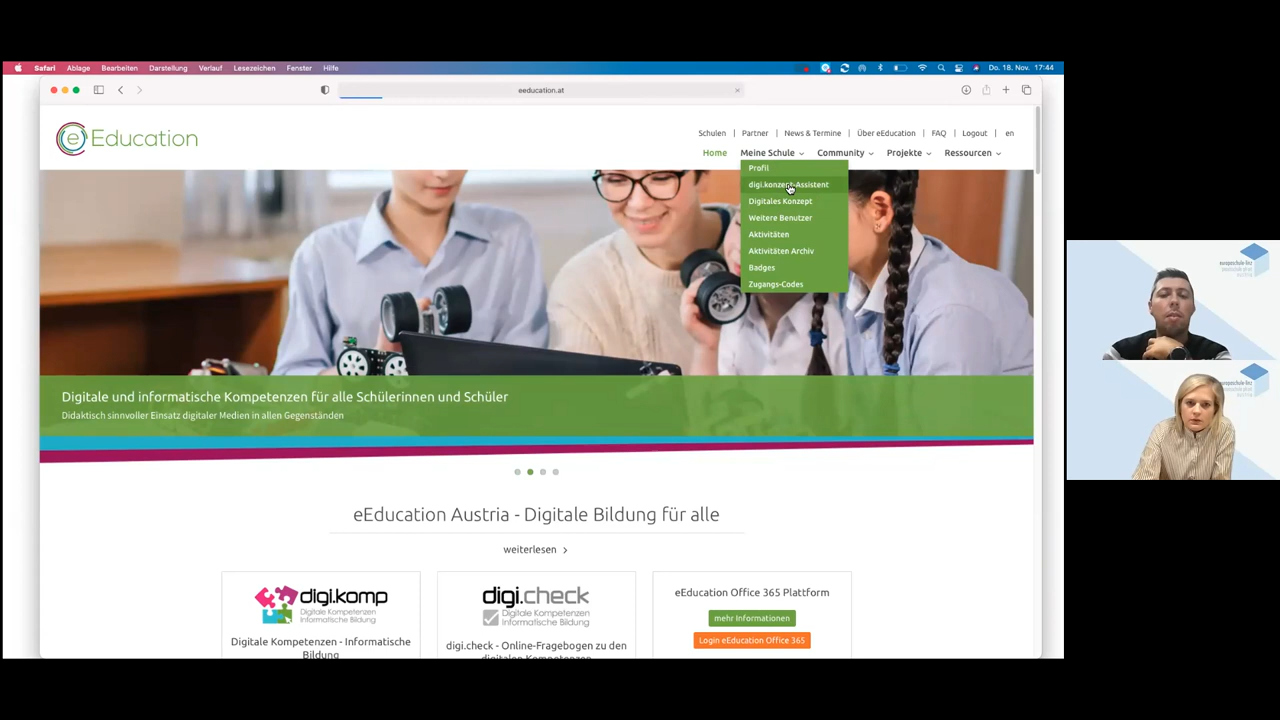 Safari Ablage Bearbeiten Darstellung Verlauf Lesezeichen Fenster Hilfe Do. 18. Nov. 17:44
eeducation.at
eEducation
Schulen | Partner | News & Termine | Über eEducation | FAQ | Logout | en
Home Meine Schule Community Projekte Ressourcen
Profil
digi.konzept-Assistent
Digitales Konzept
Weitere Benutzer
Aktivitäten
Aktivitäten Archiv
Badges
Zugangs-Codes
Digitale und informatische Kompetenzen für alle Schülerinnen und Schüler
Didaktisch sinnvoller Einsatz digitaler Medien in allen Gegenständen
eEducation Austria - Digitale Bildung für alle
weiterlesen
digi.komp
Digitale Kompetenzen
Informatische Bildung
Digitale Kompetenzen - Informatische
Bildung
digi.check
Digitale Kompetenzen
Informatische Bildung
digi.check - Online-Fragebogen zu den
digitalen Kompetenzen
eEducation Office 365 Plattform
mehr Informationen
Login eEducation Office 365
europaschule-linz
europaschule-linz